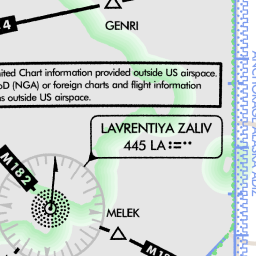 4
GENRI
ited Chart information provided outside US airspace.
oD (NGA) or foreign charts and flight information
ns outside US airspace.
LAVRENTIYA ZALIV
445 LA
M182
MELEK